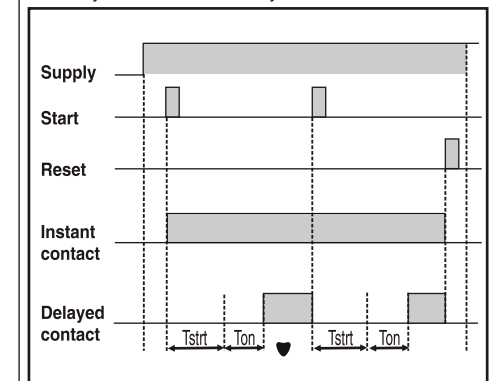 Supply
Start
Reset
Instant
contact
Delayed
contact
Tstrt Ton Tstrt Ton